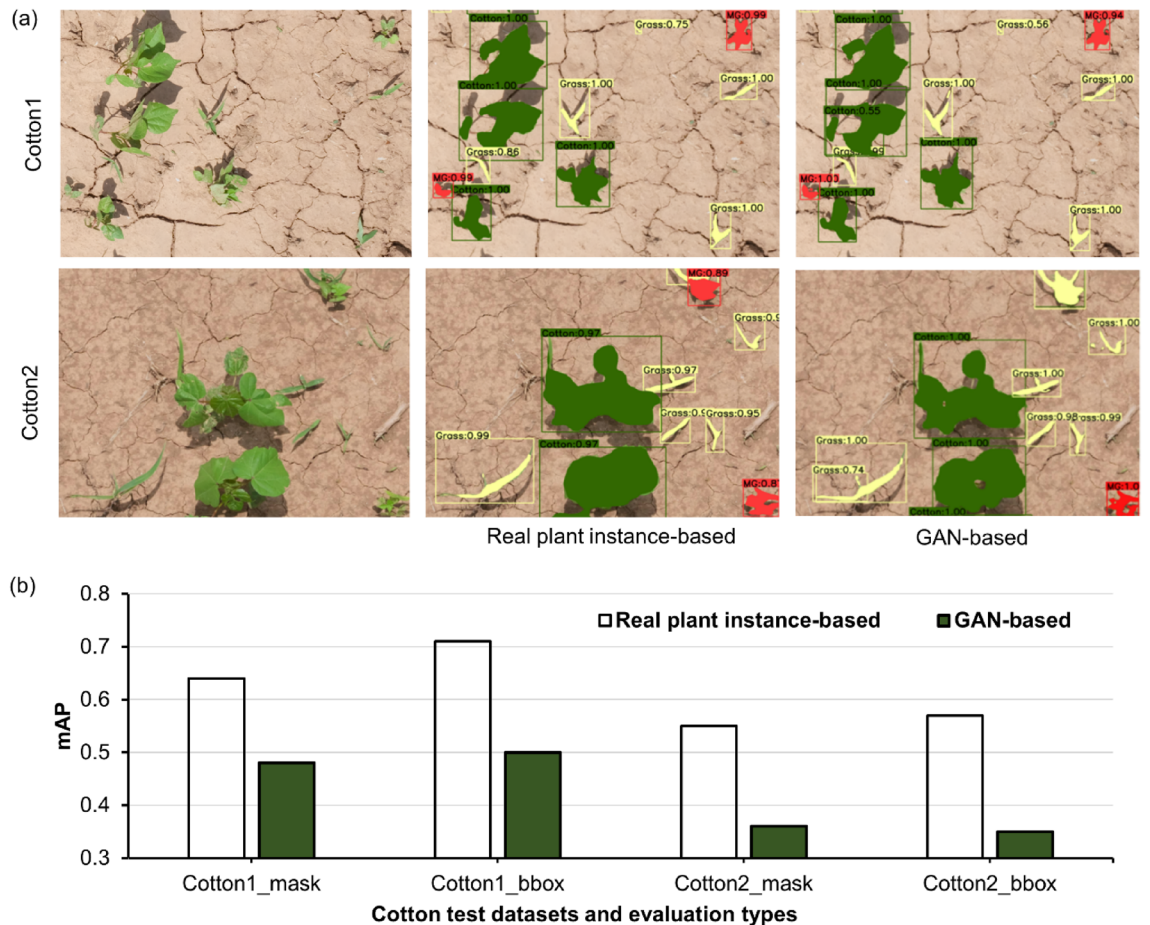 (a)
Cotton1
Cotton:1.00
Grass:0.75
MG:0.99
Cotton:1.00
Grass:1.00
Grass:1.00
Grass:0.86
Cotton:1.00
MG:0.99
Cotton:1.00
Grass:1.00
Cotton:1.00
Grass:0.56
MG:0.94
Cotton:1.00
Grass:1.00
Grass:1.00
Cotton:0.55
Cotton:1.00
Cotton:1.00
Grass:1.00
Cotton2
MG:0.89
Cotton:0.97
Grass:0.97
Grass:0.95
Grass:0.99
Cotton:0.97
Grass:1.00
Cotton:1.00
Grass:1.00
Grass:0.98
Grass:1.00
Grass:0.74
Cotton:1.00
Real plant instance-based
GAN-based
(b)
0.8
0.7
0.6
0.5
0.4
0.3
mAP
Real plant instance-based
GAN-based
Cotton1_mask
Cotton1_bbox
Cotton2_mask
Cotton2_bbox
Cotton test datasets and evaluation types